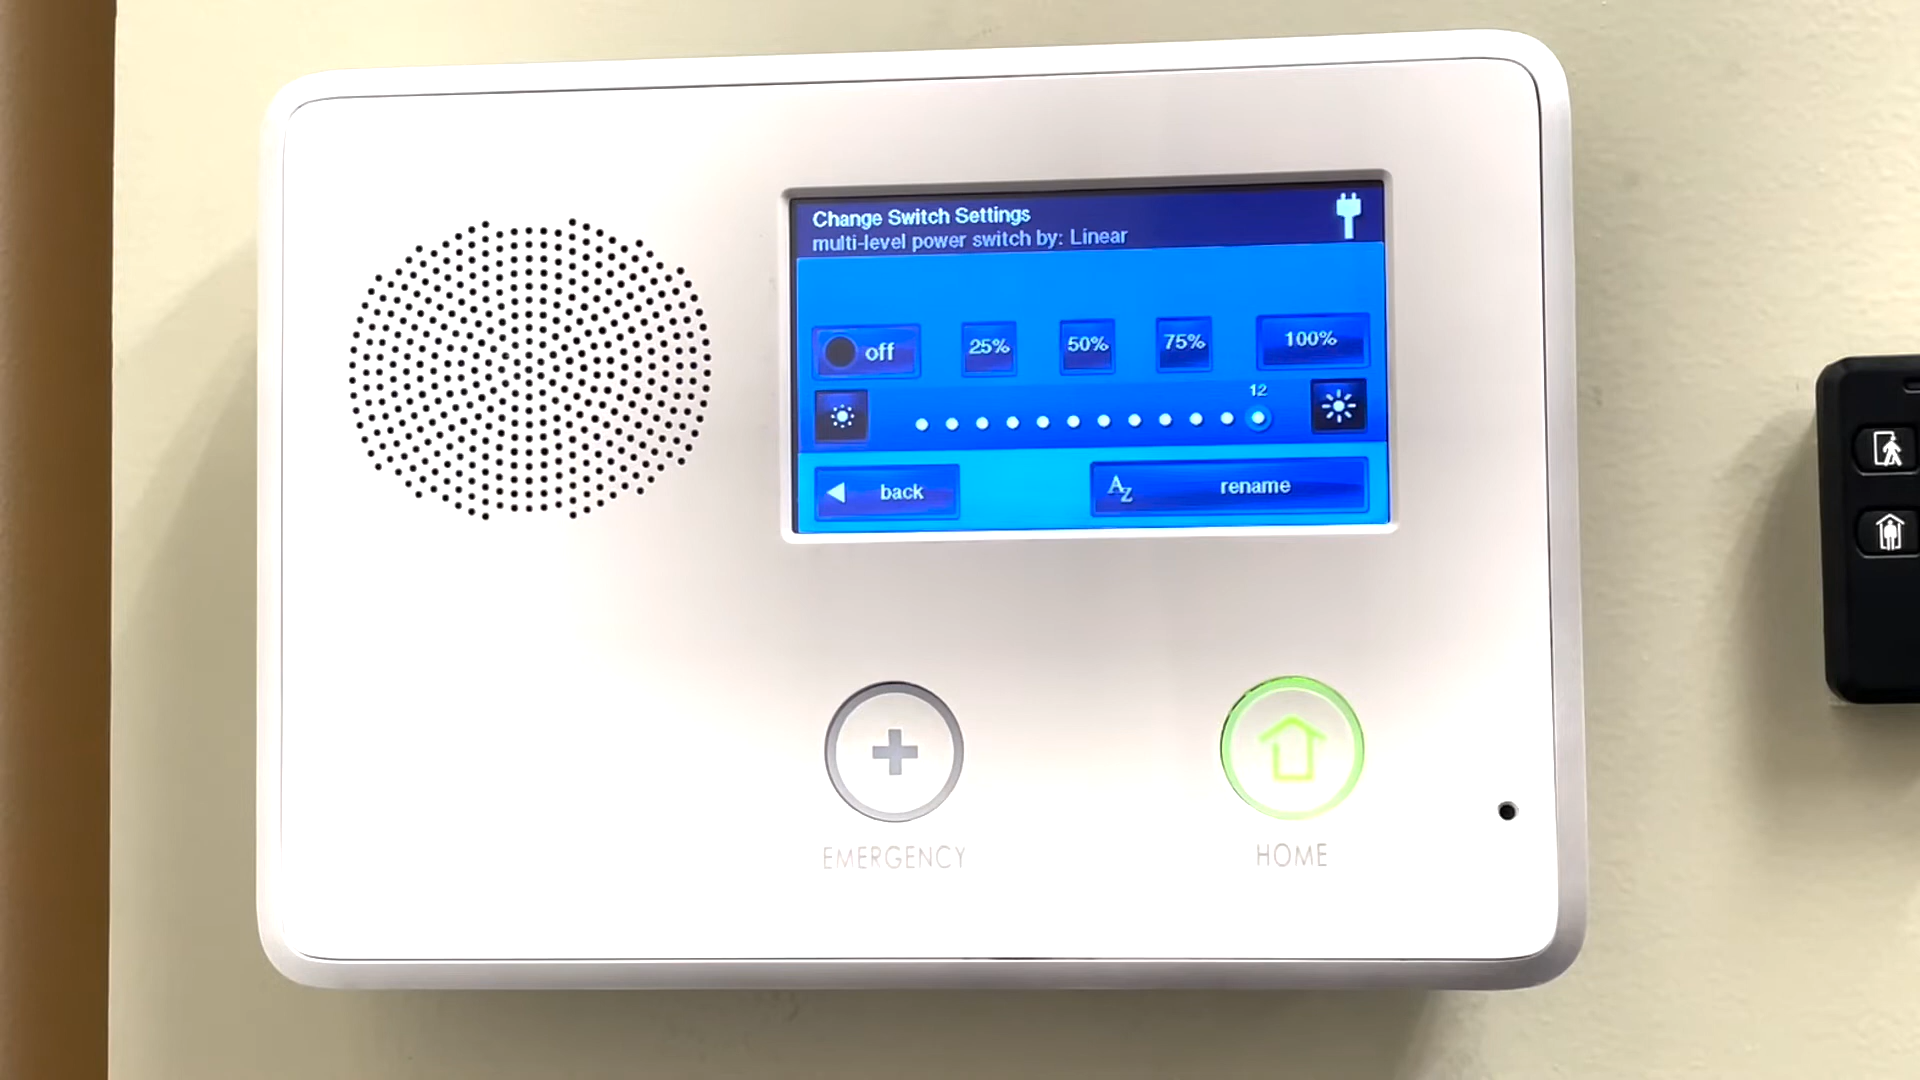 Change Switch Settings
multi-level power switch by: Linear
off 25% 50% 75% 100%
12
back AZ rename
EMERGENCY HOME